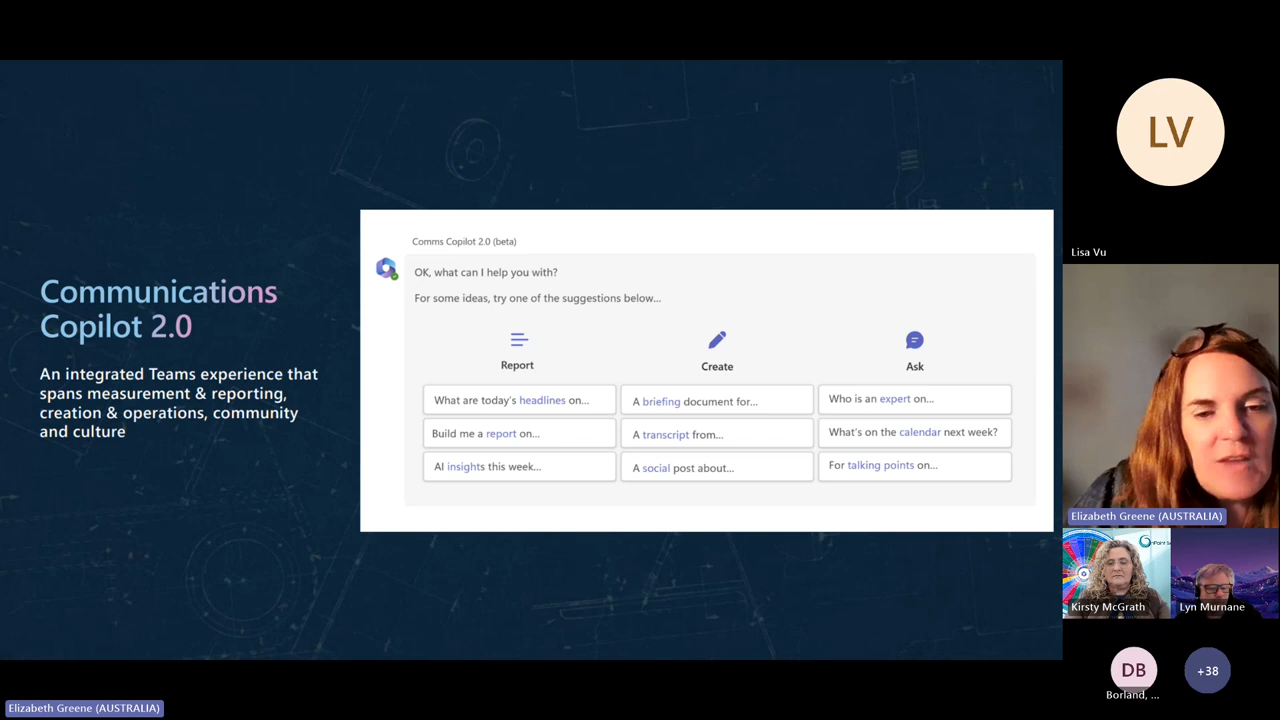 Communications
Copilot 2.0
An integrated Teams experience that
spans measurement & reporting,
creation & operations, community
and culture
Comms Copilot 2.0 (beta)
OK, what can I help you with?
For some ideas, try one of the suggestions below...
Report
What are today's headlines on...
Build me a report on...
AI insights this week...
Create
A briefing document for...
A transcript from...
A social post about...
Ask
Who is an expert on...
What's on the calendar next week?
For talking points on...
LV
Lisa Vu
Elizabeth Greene (AUSTRALIA)
Kirsty McGrath
Lyn Murnane
DB
Borland, ...
+38
Elizabeth Greene (AUSTRALIA)